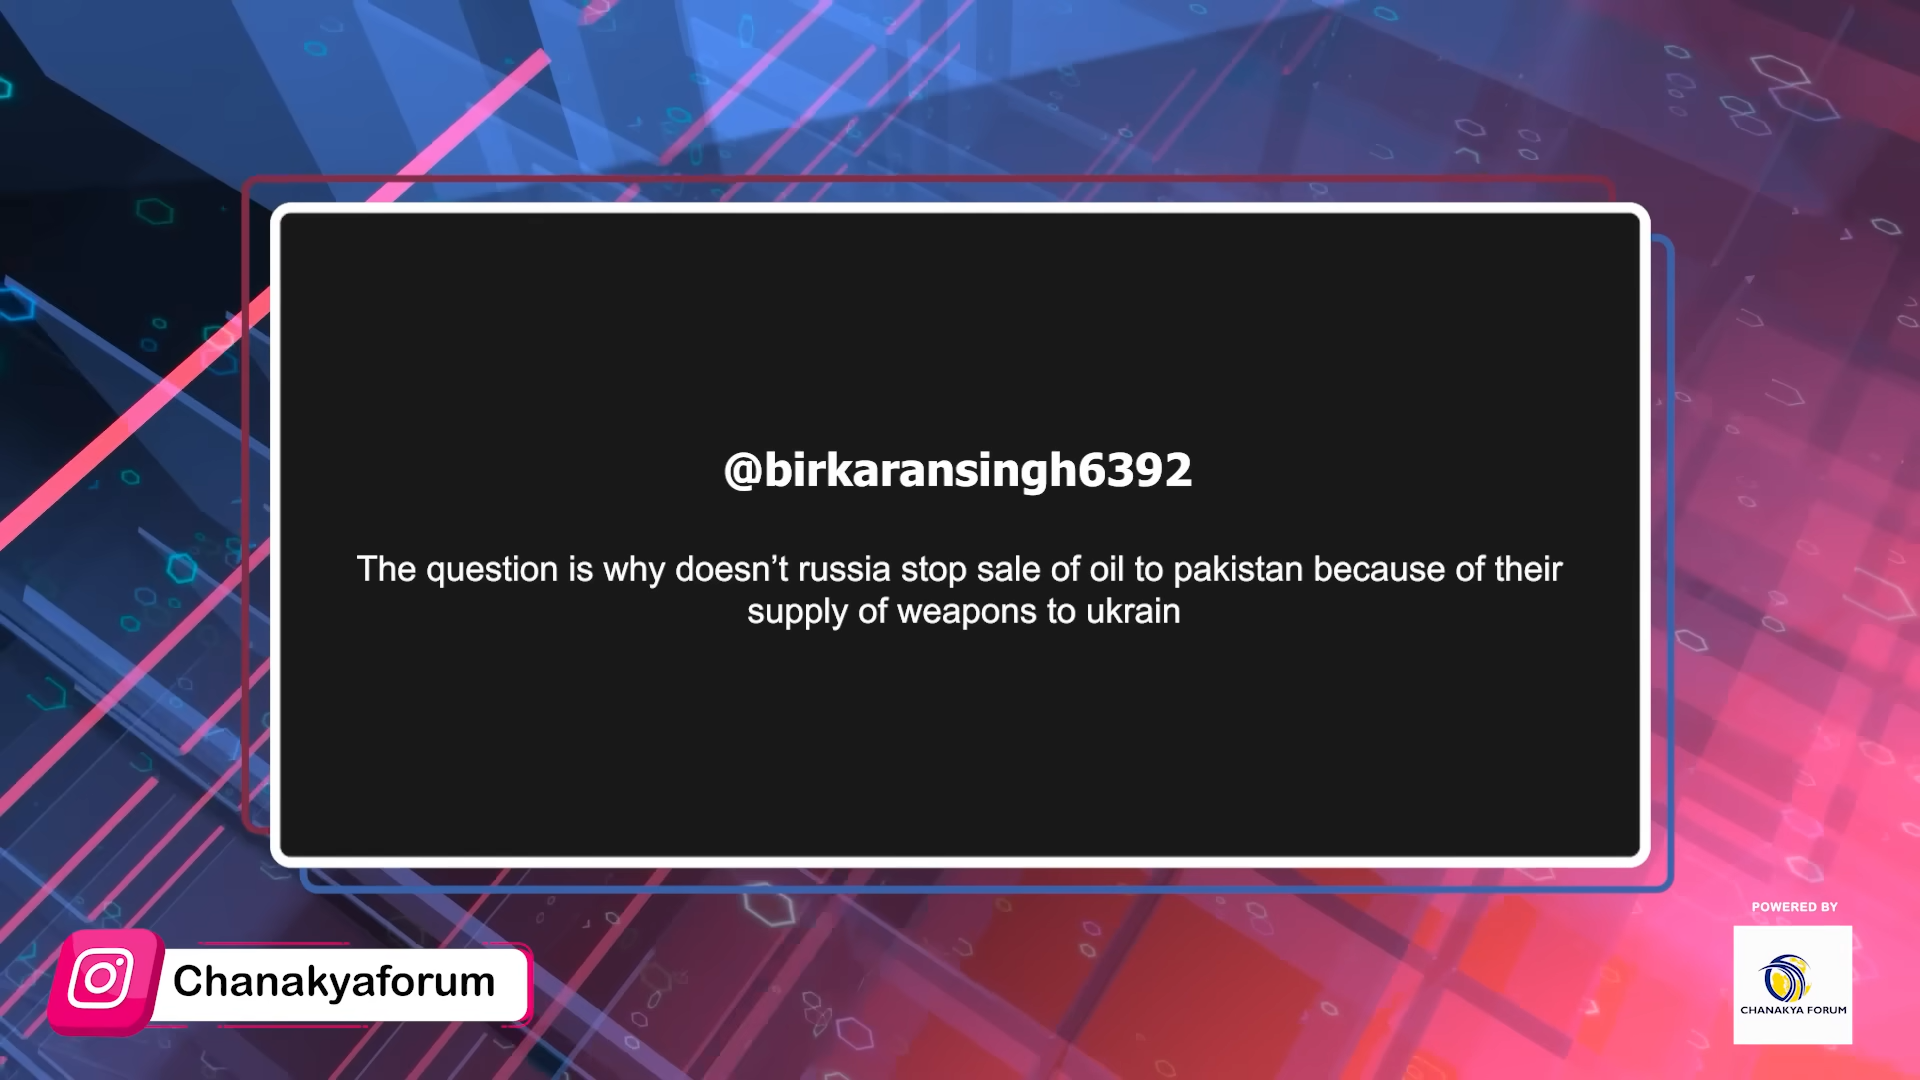 @birkaransingh6392
The question is why doesn’t russia stop sale of oil to pakistan because of their
supply of weapons to ukrain
POWERED BY
Chanakyaforum
CHANAKYA FORUM